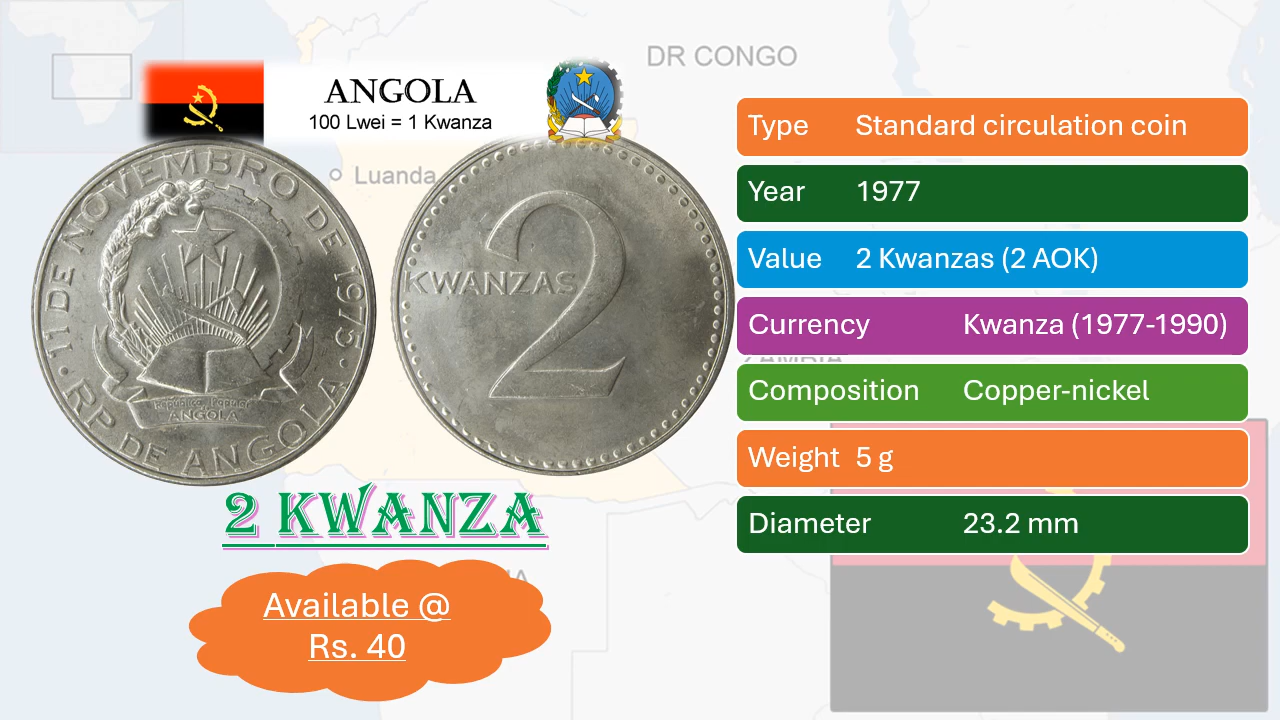 DR CONGO
ANGOLA
100 Lwei = 1 Kwanza
Luanda
11 DE NOVEMBRO DE 1975
RP DE ANGOLA
ANGOLA
KWANZAS
2
2 KWANZA
Available @
Rs. 40
Type Standard circulation coin
Year 1977
Value 2 Kwanzas (2 AOK)
Currency Kwanza (1977-1990)
ZAMBIA
Composition Copper-nickel
Weight 5 g
Diameter 23.2 mm